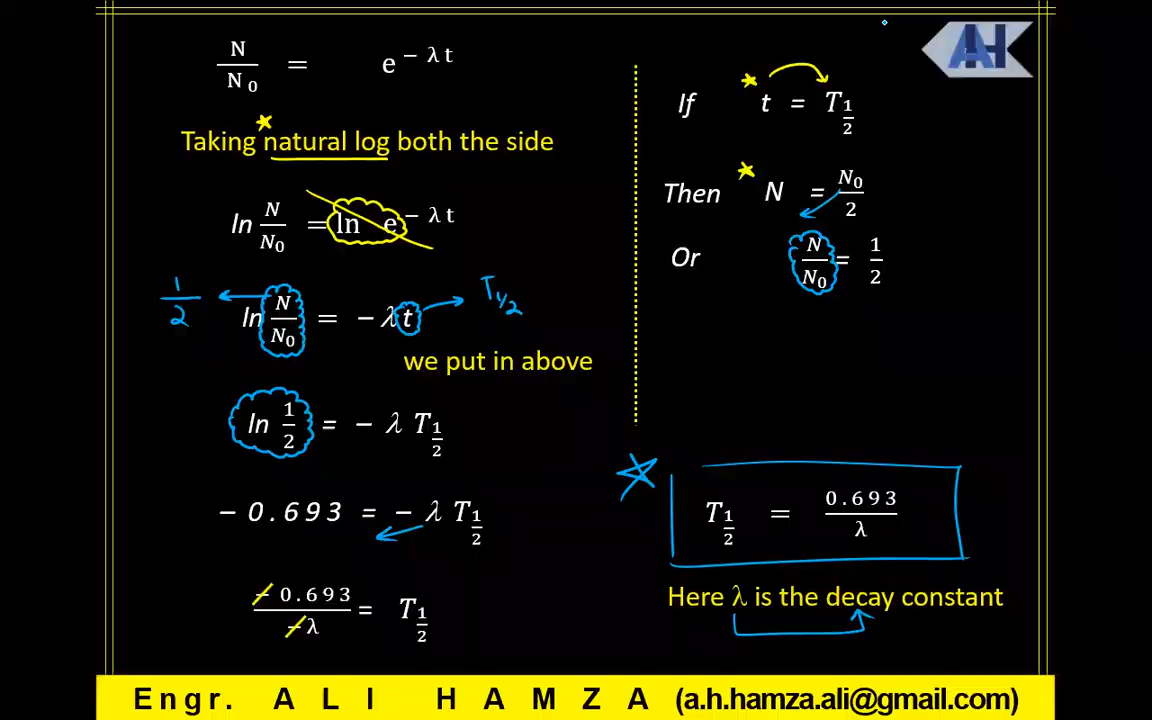 N/N₀ = e^(− λ t)
Taking natural log both the side
ln N/N₀ = ln e^(− λ t)
1/2 ln N/N₀ = − λt T1/2
we put in above
ln 1/2 = − λ T1/2
− 0.693 = − λ T1/2
− 0.693/−λ = T1/2
If t = T1/2
Then N = N₀/2
Or N/N₀ = 1/2
T1/2 = 0.693/λ
Here λ is the decay constant
AH
Engr. ALI HAMZA (a.h.hamza.ali@gmail.com)